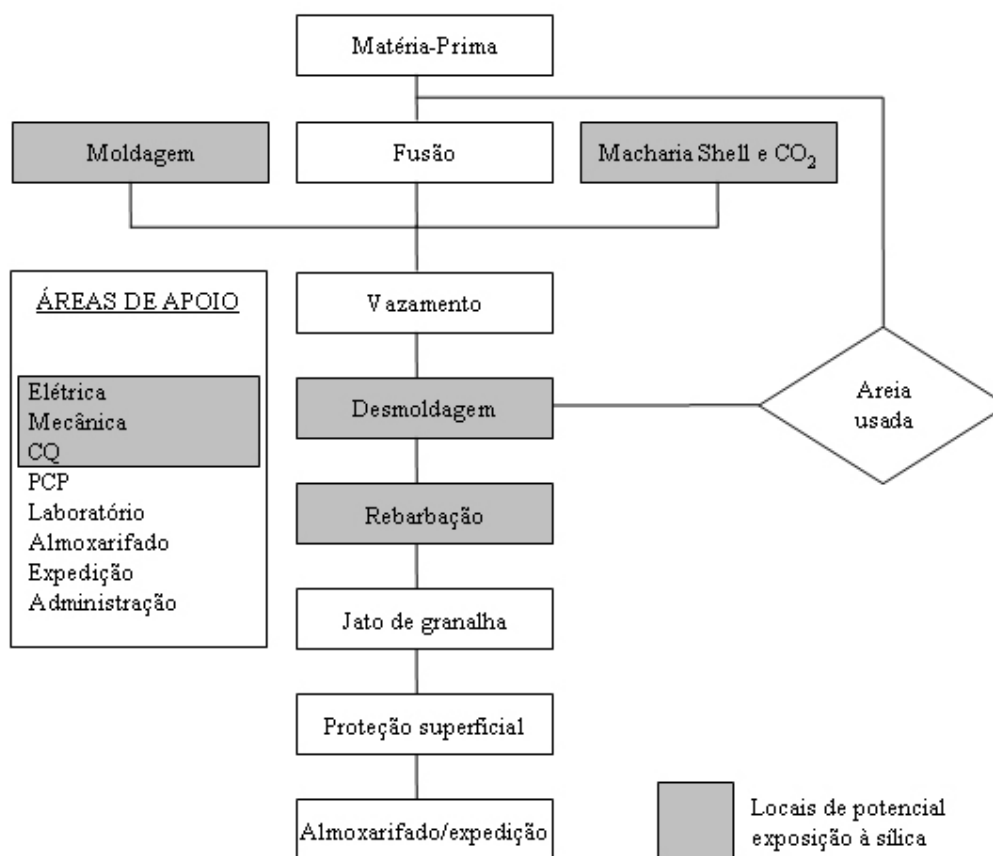 Matéria-Prima
Moldagem
Fusão
Macharia Shell e CO₂
ÁREAS DE APOIO
Elétrica
Mecânica
CQ
PCP
Laboratório
Almoxarifado
Expedição
Administração
Vazamento
Desmoldagem
Areia
usada
Rebarbação
Jato de granalha
Proteção superficial
Almoxarifado/expedição
Locais de potencial
exposição à sílica